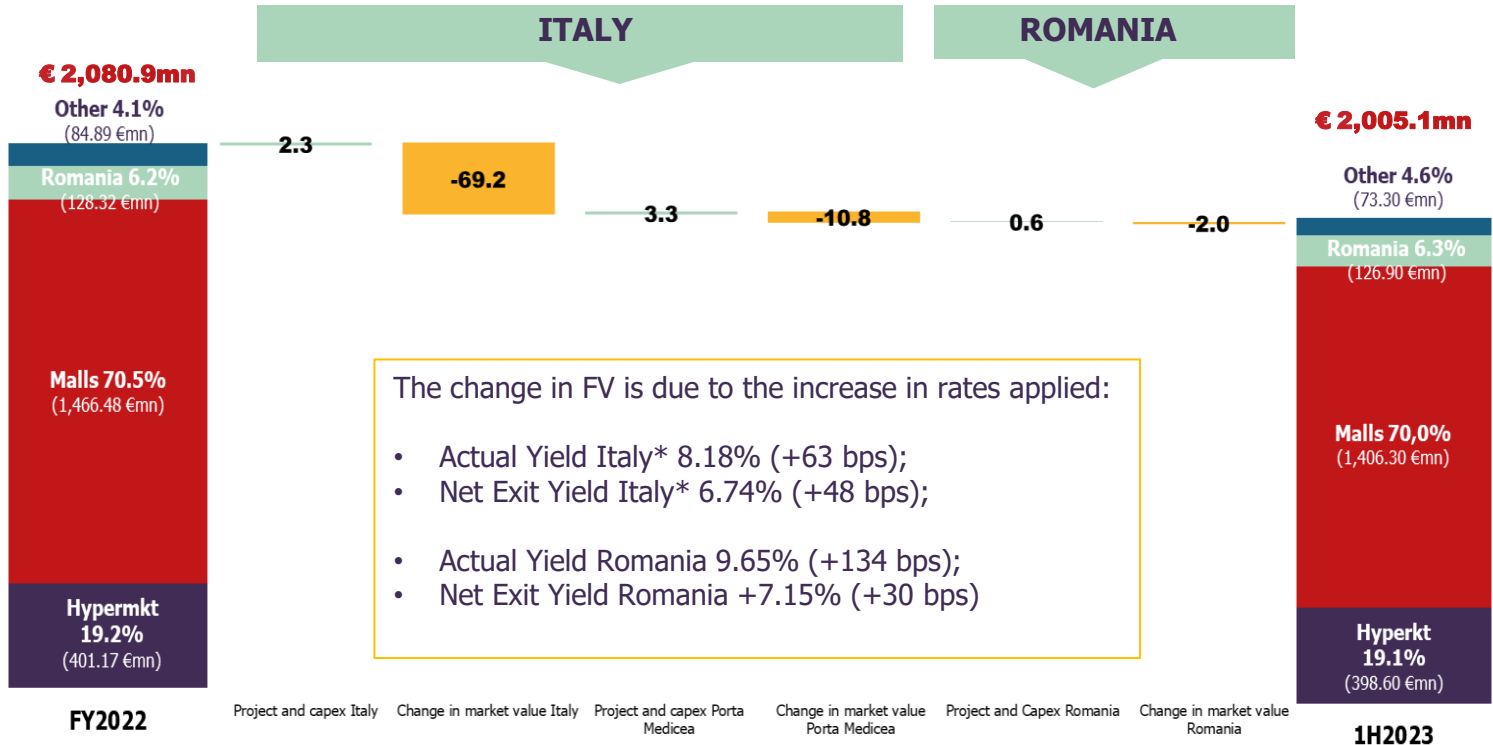 ITALY
ROMANIA
€ 2,080.9mn
Other 4.1%
(84.89 €mn)
Romania 6.2%
(128.32 €mn)
Malls 70.5%
(1,466.48 €mn)
Hypermkt
19.2%
(401.17 €mn)
FY2022
2.3
-69.2
3.3
-10.8
0.6
-2.0
Project and capex Italy
Change in market value Italy
Project and capex Porta
Medicea
Change in market value
Porta Medicea
Project and Capex Romania
Change in market value
Romania
The change in FV is due to the increase in rates applied:
• Actual Yield Italy* 8.18% (+63 bps);
• Net Exit Yield Italy* 6.74% (+48 bps);
• Actual Yield Romania 9.65% (+134 bps);
• Net Exit Yield Romania +7.15% (+30 bps)
€ 2,005.1mn
Other 4.6%
(73.30 €mn)
Romania 6.3%
(126.90 €mn)
Malls 70,0%
(1,406.30 €mn)
Hyperkt
19.1%
(398.60 €mn)
1H2023